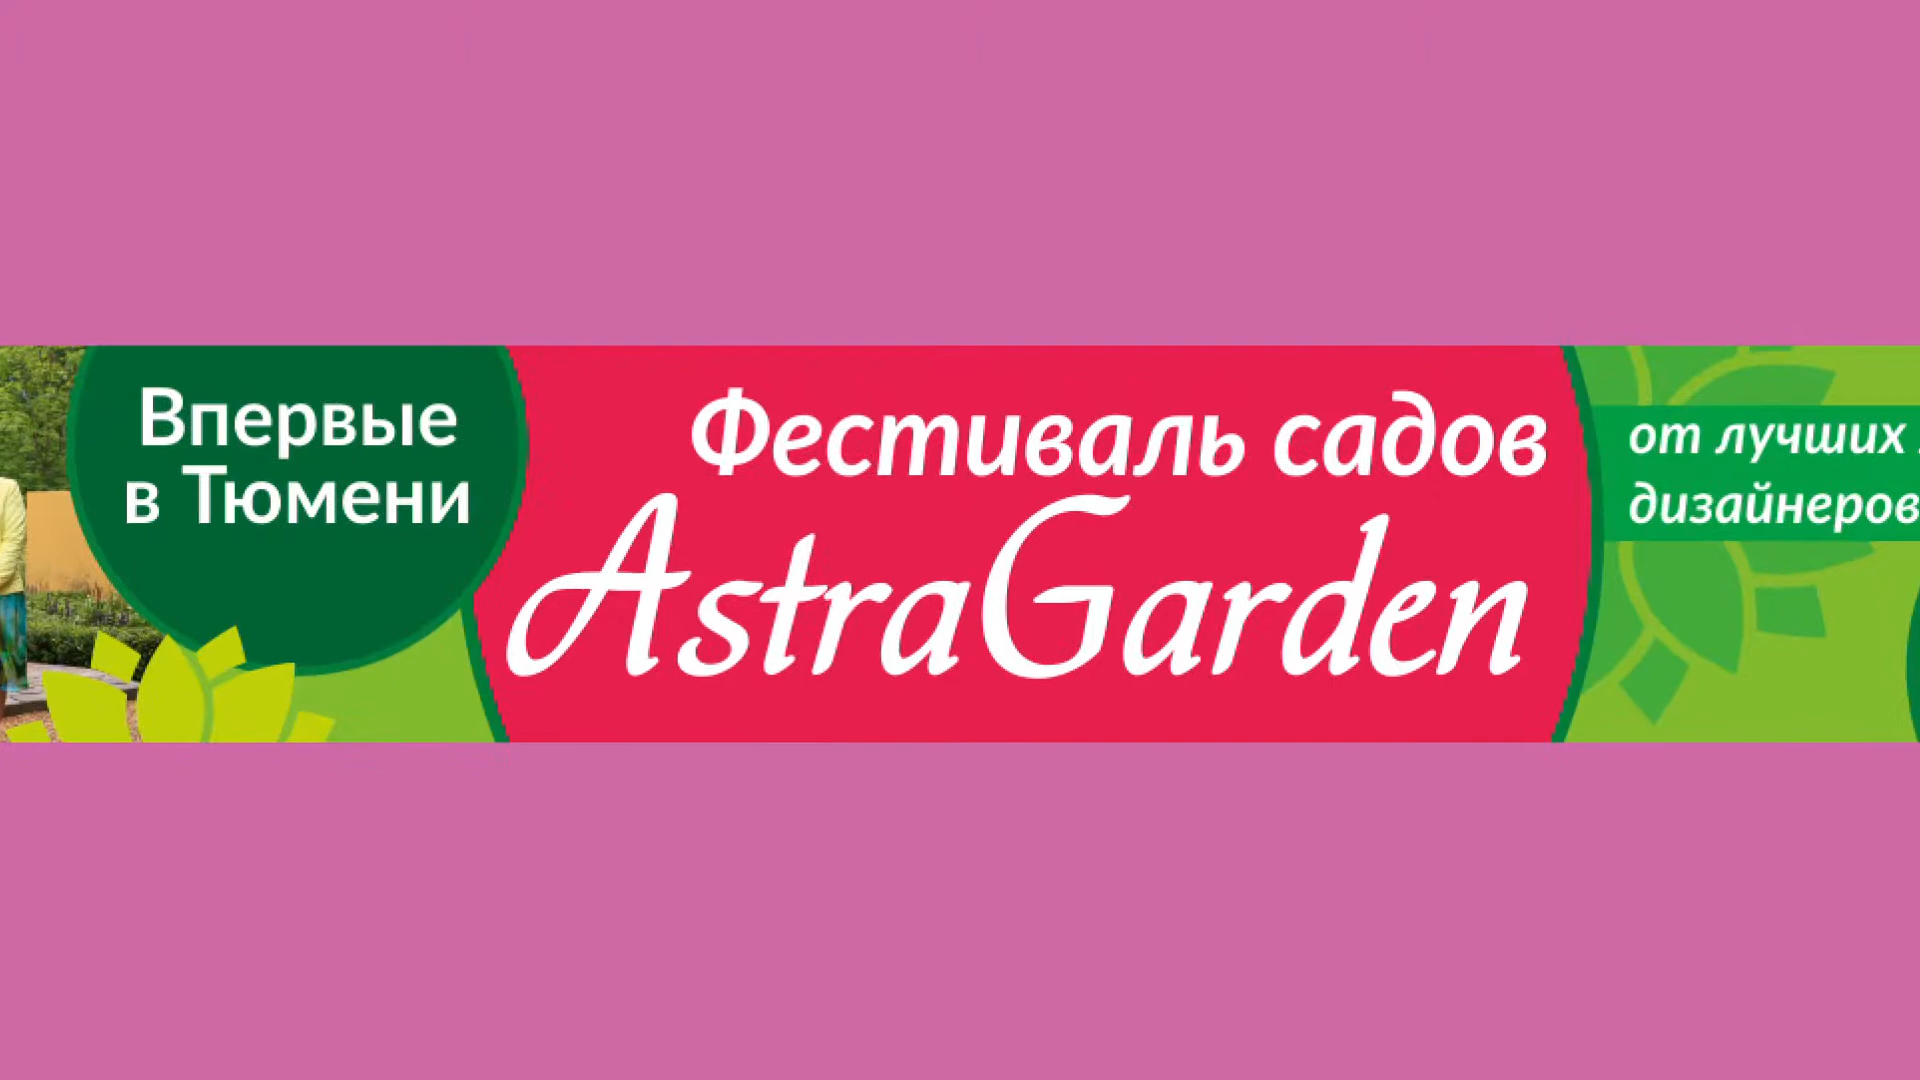 Впервые
в Тюмени
Фестиваль садов
AstraGarden
от лучших
дизайнеров